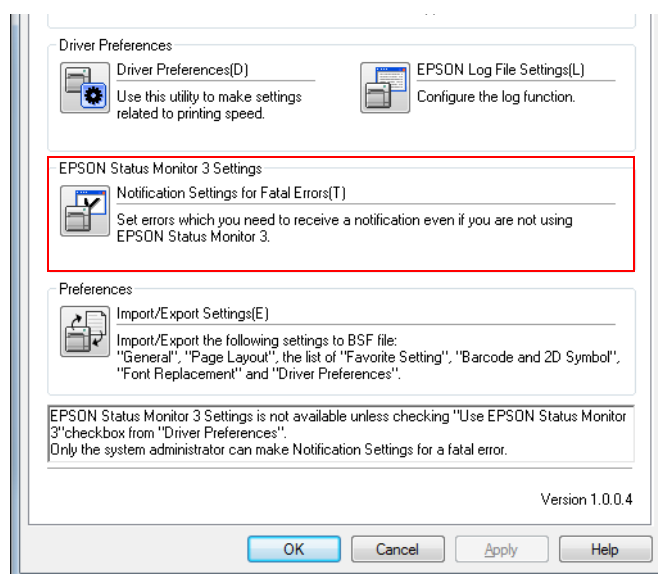 Driver Preferences
Driver Preferences(D)
Use this utility to make settings
related to printing speed.
EPSON Log File Settings(L)
Configure the log function.
EPSON Status Monitor 3 Settings
Notification Settings for Fatal Errors(T)
Set errors which you need to receive a notification even if you are not using
EPSON Status Monitor 3.
Preferences
Import/Export Settings(E)
Import/Export the following settings to BSF file:
"General", "Page Layout", the list of "Favorite Setting", "Barcode and 2D Symbol",
"Font Replacement" and "Driver Preferences".
EPSON Status Monitor 3 Settings is not available unless checking "Use EPSON Status Monitor
3"checkbox from "Driver Preferences".
Only the system administrator can make Notification Settings for a fatal error.
Version 1.0.0.4
OK Cancel Apply Help